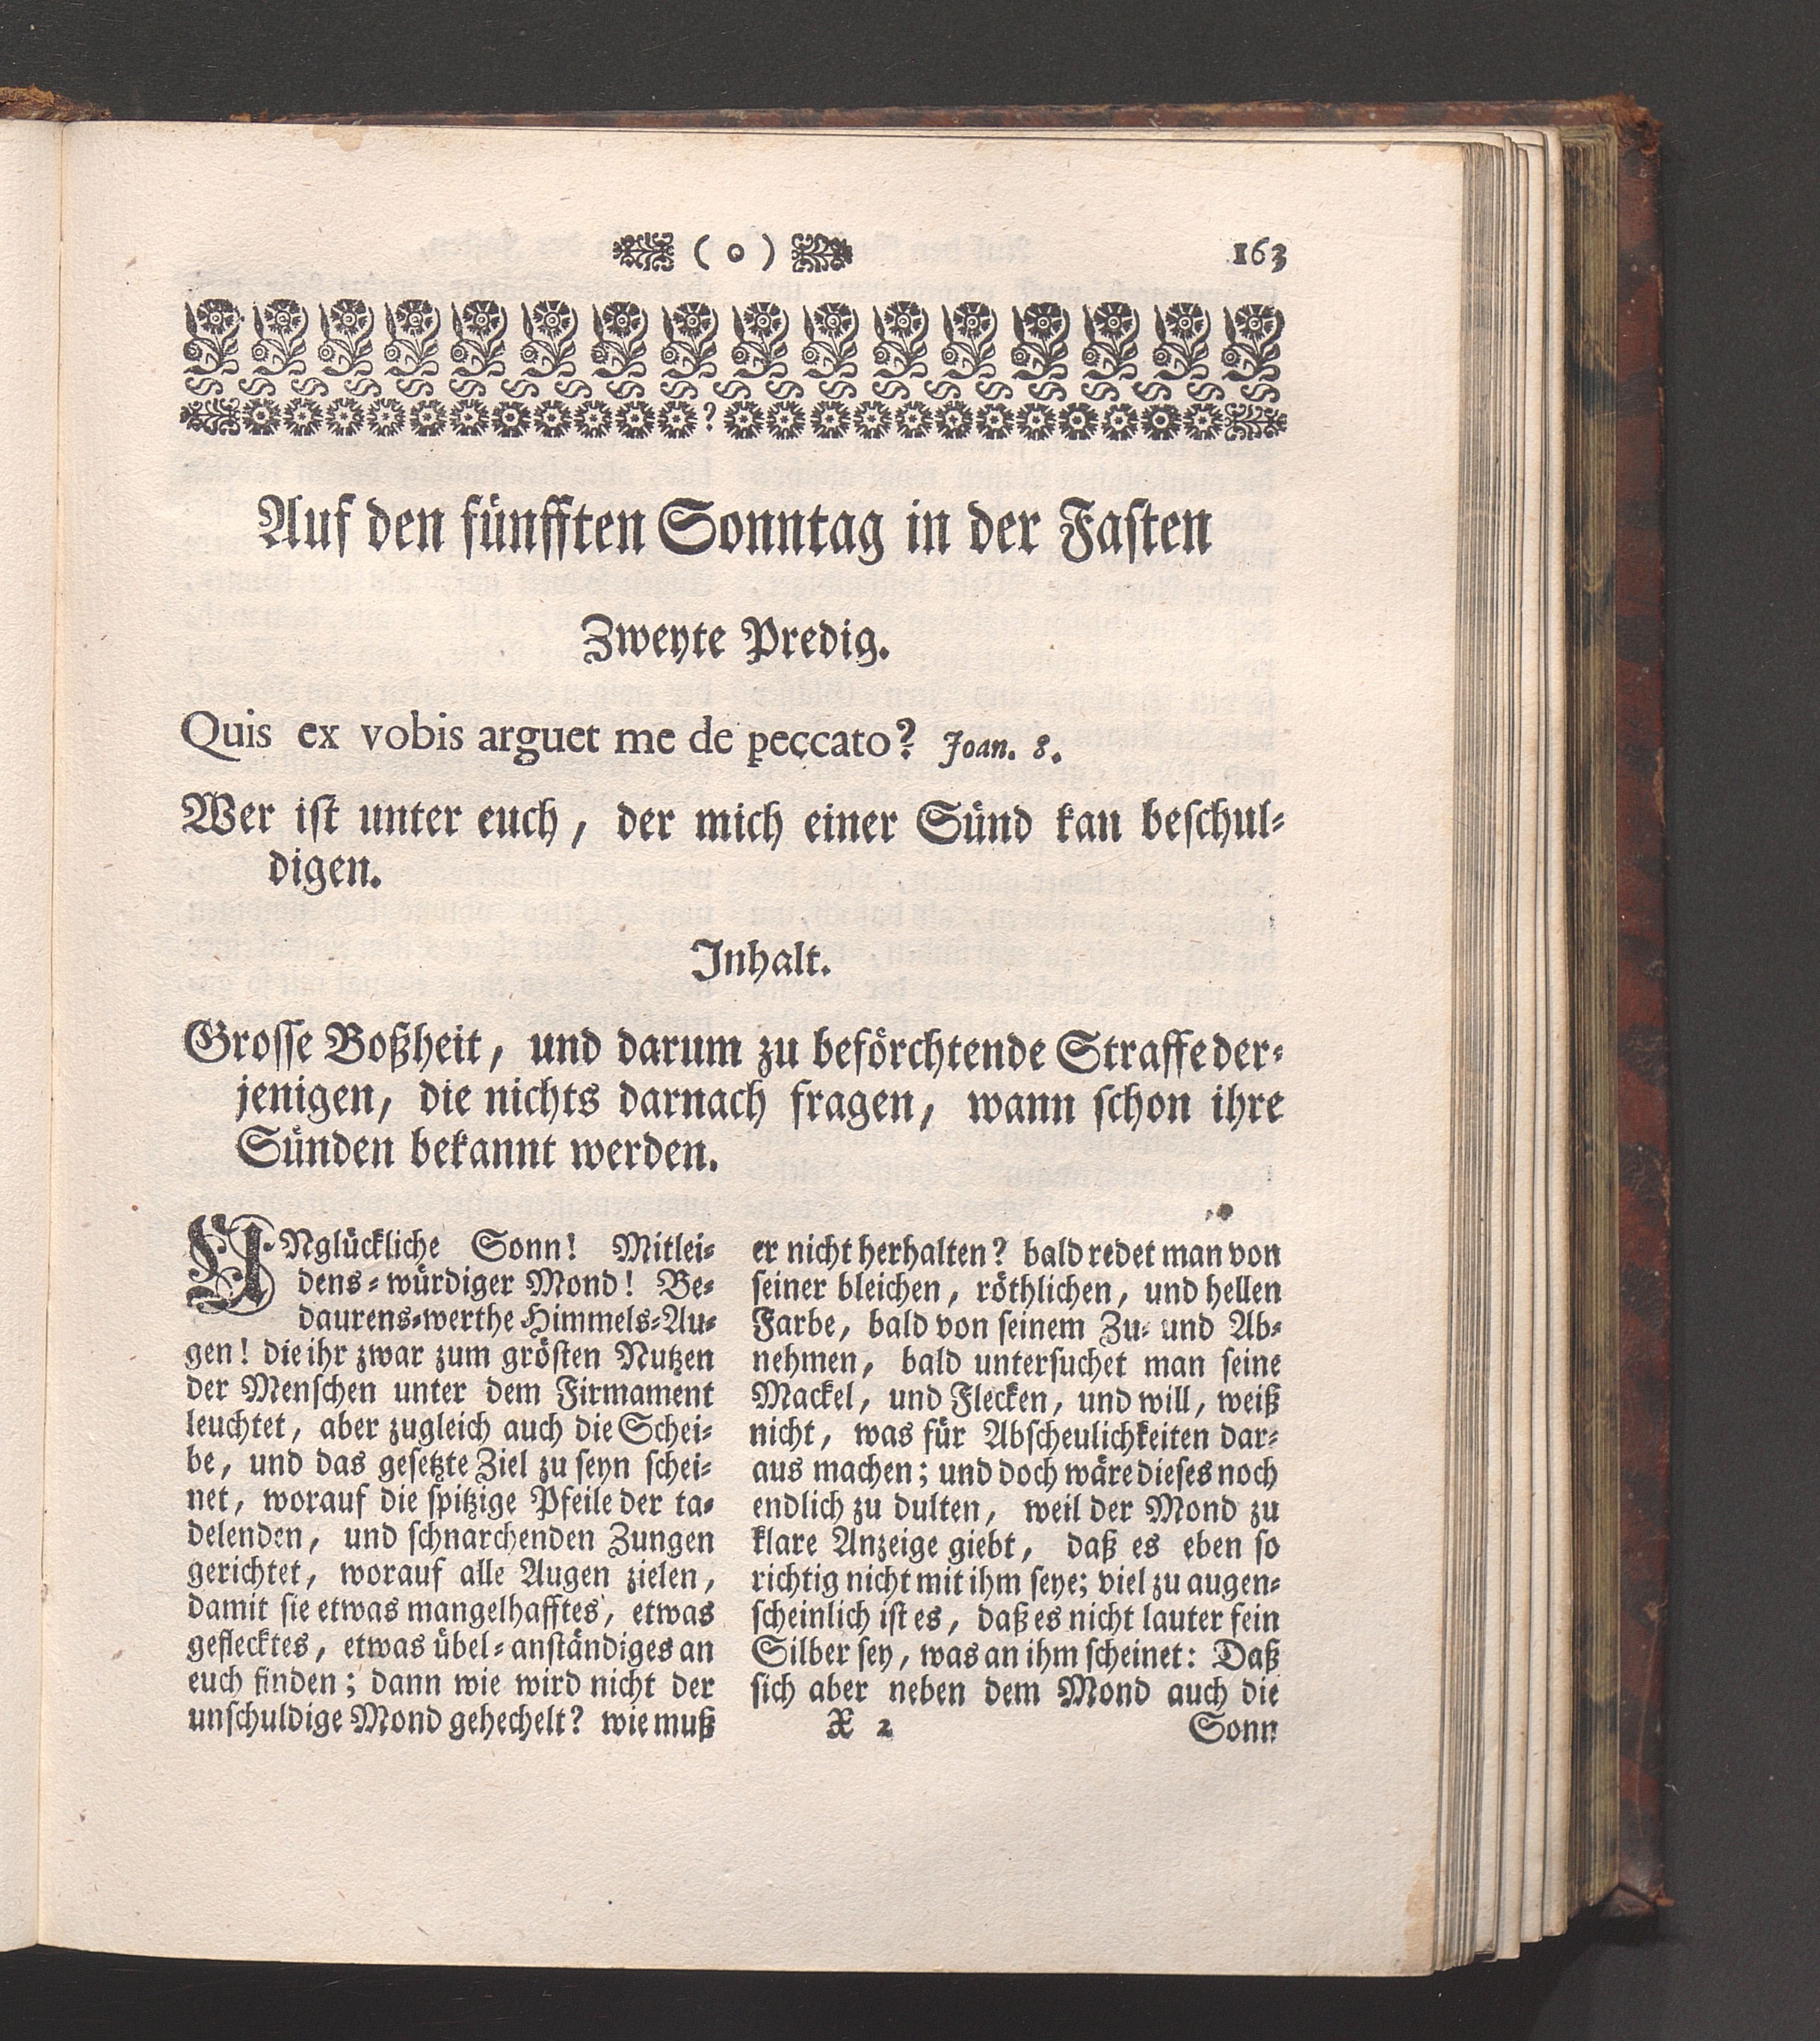 ( o ) 163
Auf den fünfften Sonntag in der Fasten
Zweyte Predig.
Quis ex vobis arguet me de peccato? Joan. 8.
Wer ist unter euch, der mich einer Sünd kan beschul-
digen.
Inhalt.
Grosse Boßheit, und darum zu beförchtende Straffe der-
jenigen, die nichts darnach fragen, wann schon ihre
Sünden bekannt werden.
UNglückliche Sonn! Mitlei-
dens-würdiger Mond! Be-
daurens-werthe Himmels-Au-
gen! die ihr zwar zum grösten Nutzen
der Menschen unter dem Firmament
leuchtet, aber zugleich auch die Schei-
be, und das gesetzte Ziel zu seyn schei-
net, worauf die spitzige Pfeile der ta-
delenden, und schnarchenden Zungen
gerichtet, worauf alle Augen zielen,
damit sie etwas mangelhafftes, etwas
geflecktes, etwas übel-anständiges an
euch finden; dann wie wird nicht der
unschuldige Mond gehechelt? wie muß
er nicht herhalten? bald redet man von
seiner bleichen, röthlichen, und hellen
Farbe, bald von seinem Zu- und Ab-
nehmen, bald untersuchet man seine
Mackel, und Flecken, und will, weiß
nicht, was für Abscheulichkeiten dar-
aus machen; und doch wäre dieses noch
endlich zu dulten, weil der Mond zu
klare Anzeige giebt, daß es eben so
richtig nicht mit ihm seye; viel zu augen-
scheinlich ist es, daß es nicht lauter fein
Silber sey, was an ihm scheinet: Daß
sich aber neben dem Mond auch die
X 2 Sonn